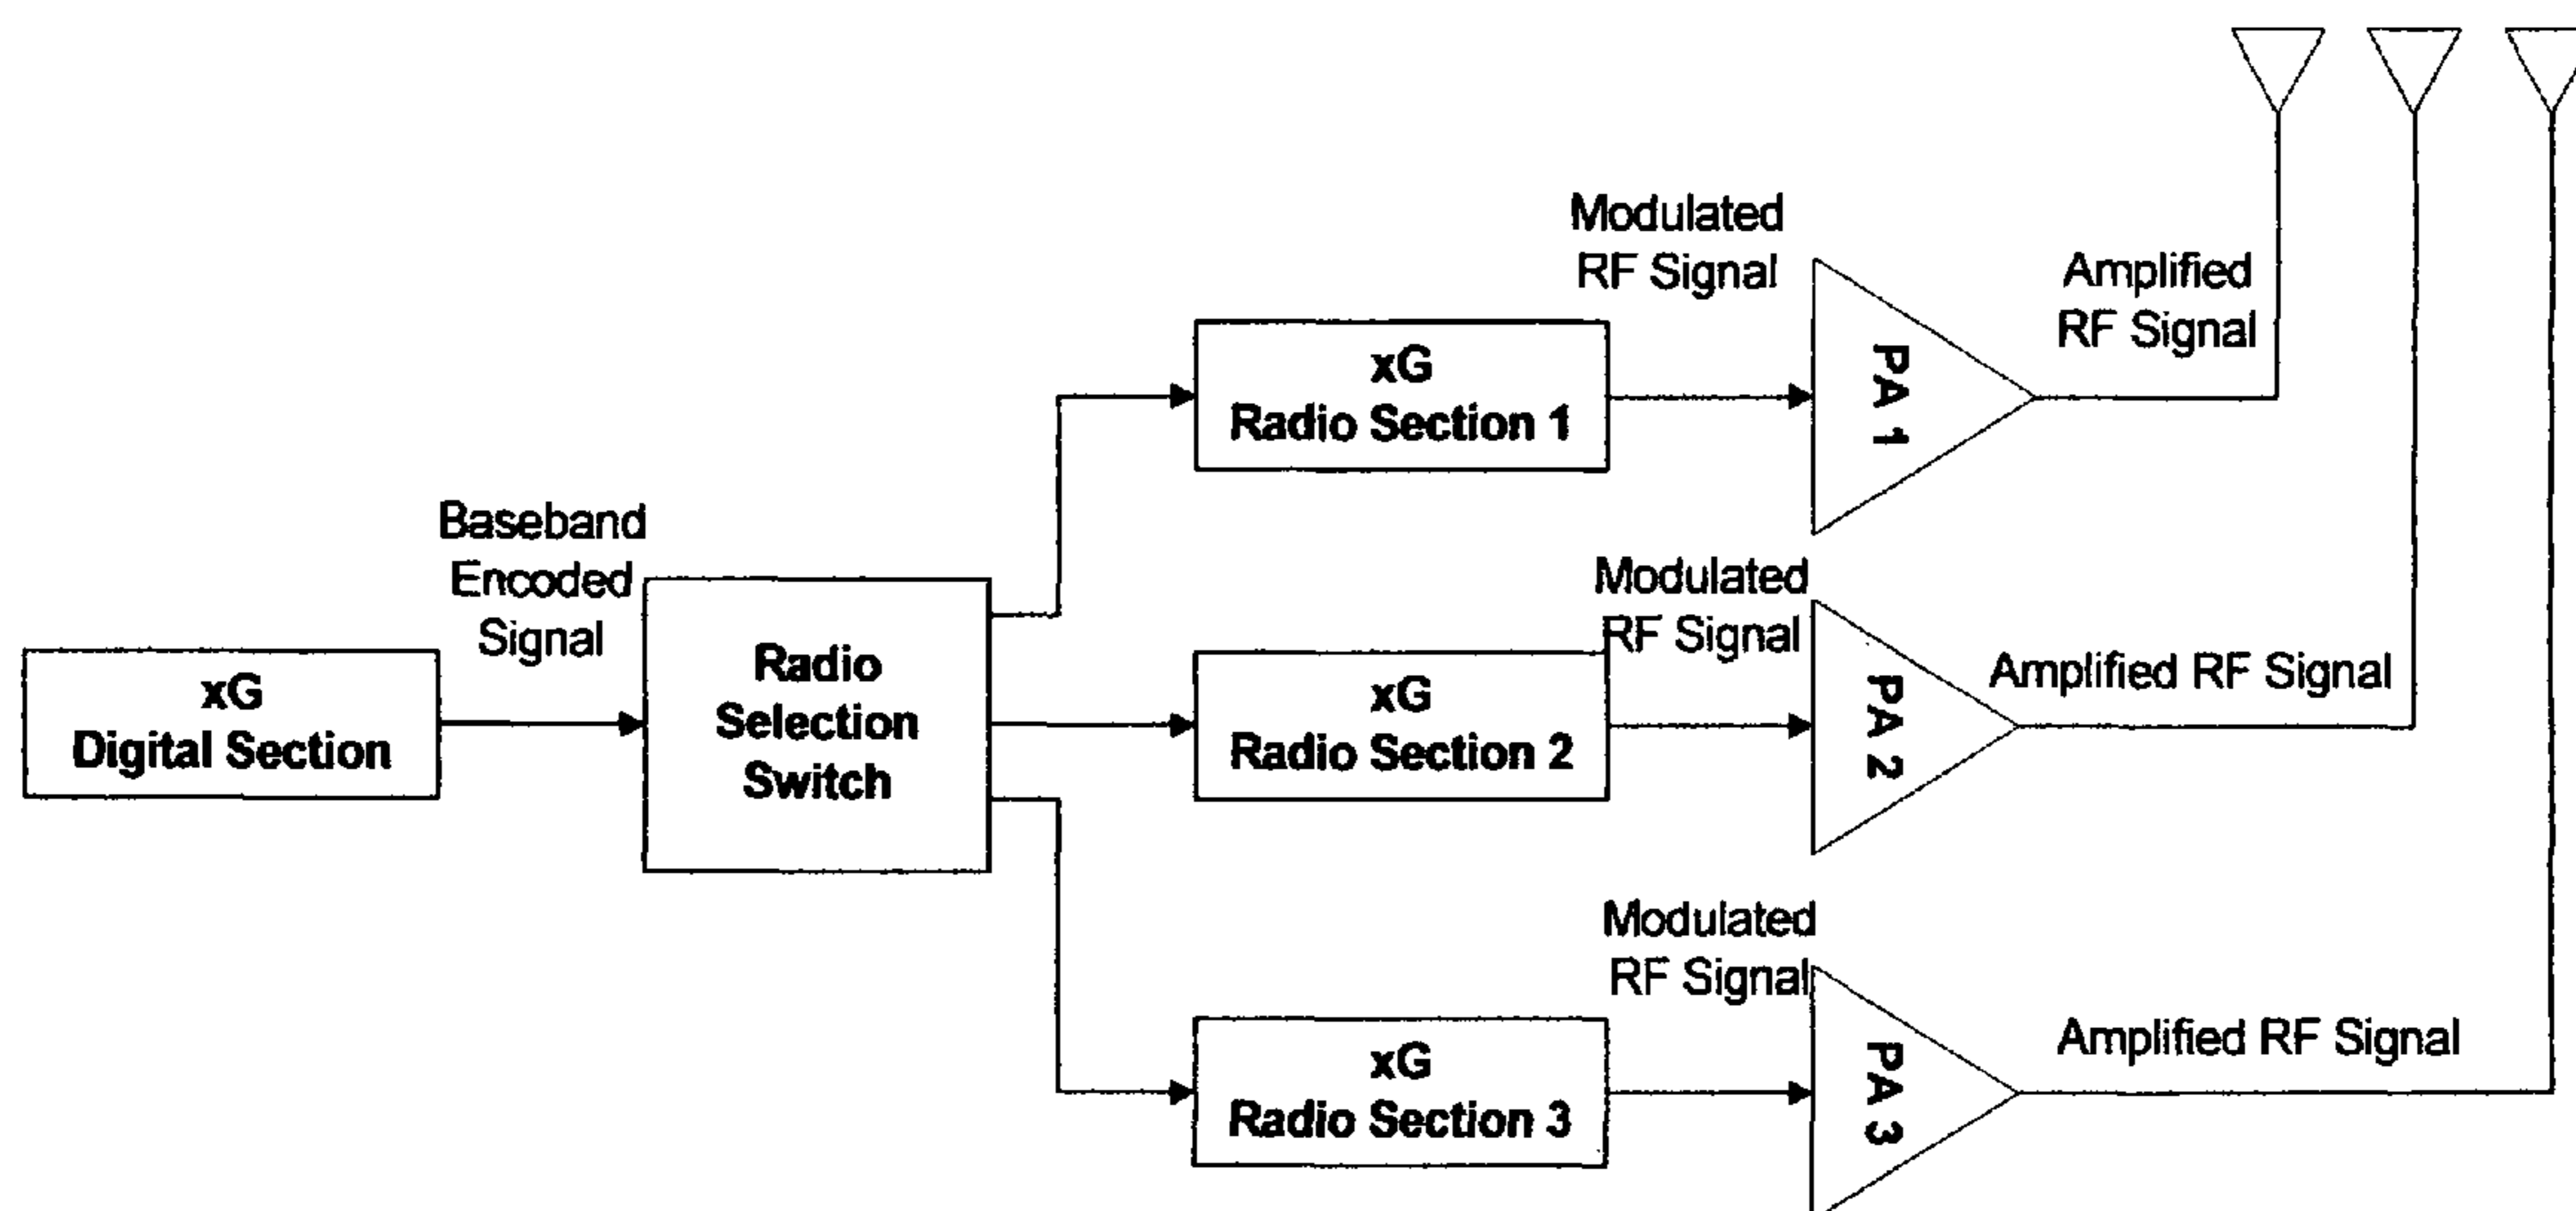 Modulated
RF Signal
Amplified
RF Signal
xG
Radio Section 1
PA 1
Baseband
Encoded
Signal
Modulated
RF Signal
xG
Digital Section
Radio
Selection
Switch
xG
Radio Section 2
PA 2
Amplified RF Signal
Modulated
RF Signal
xG
Radio Section 3
PA 3
Amplified RF Signal